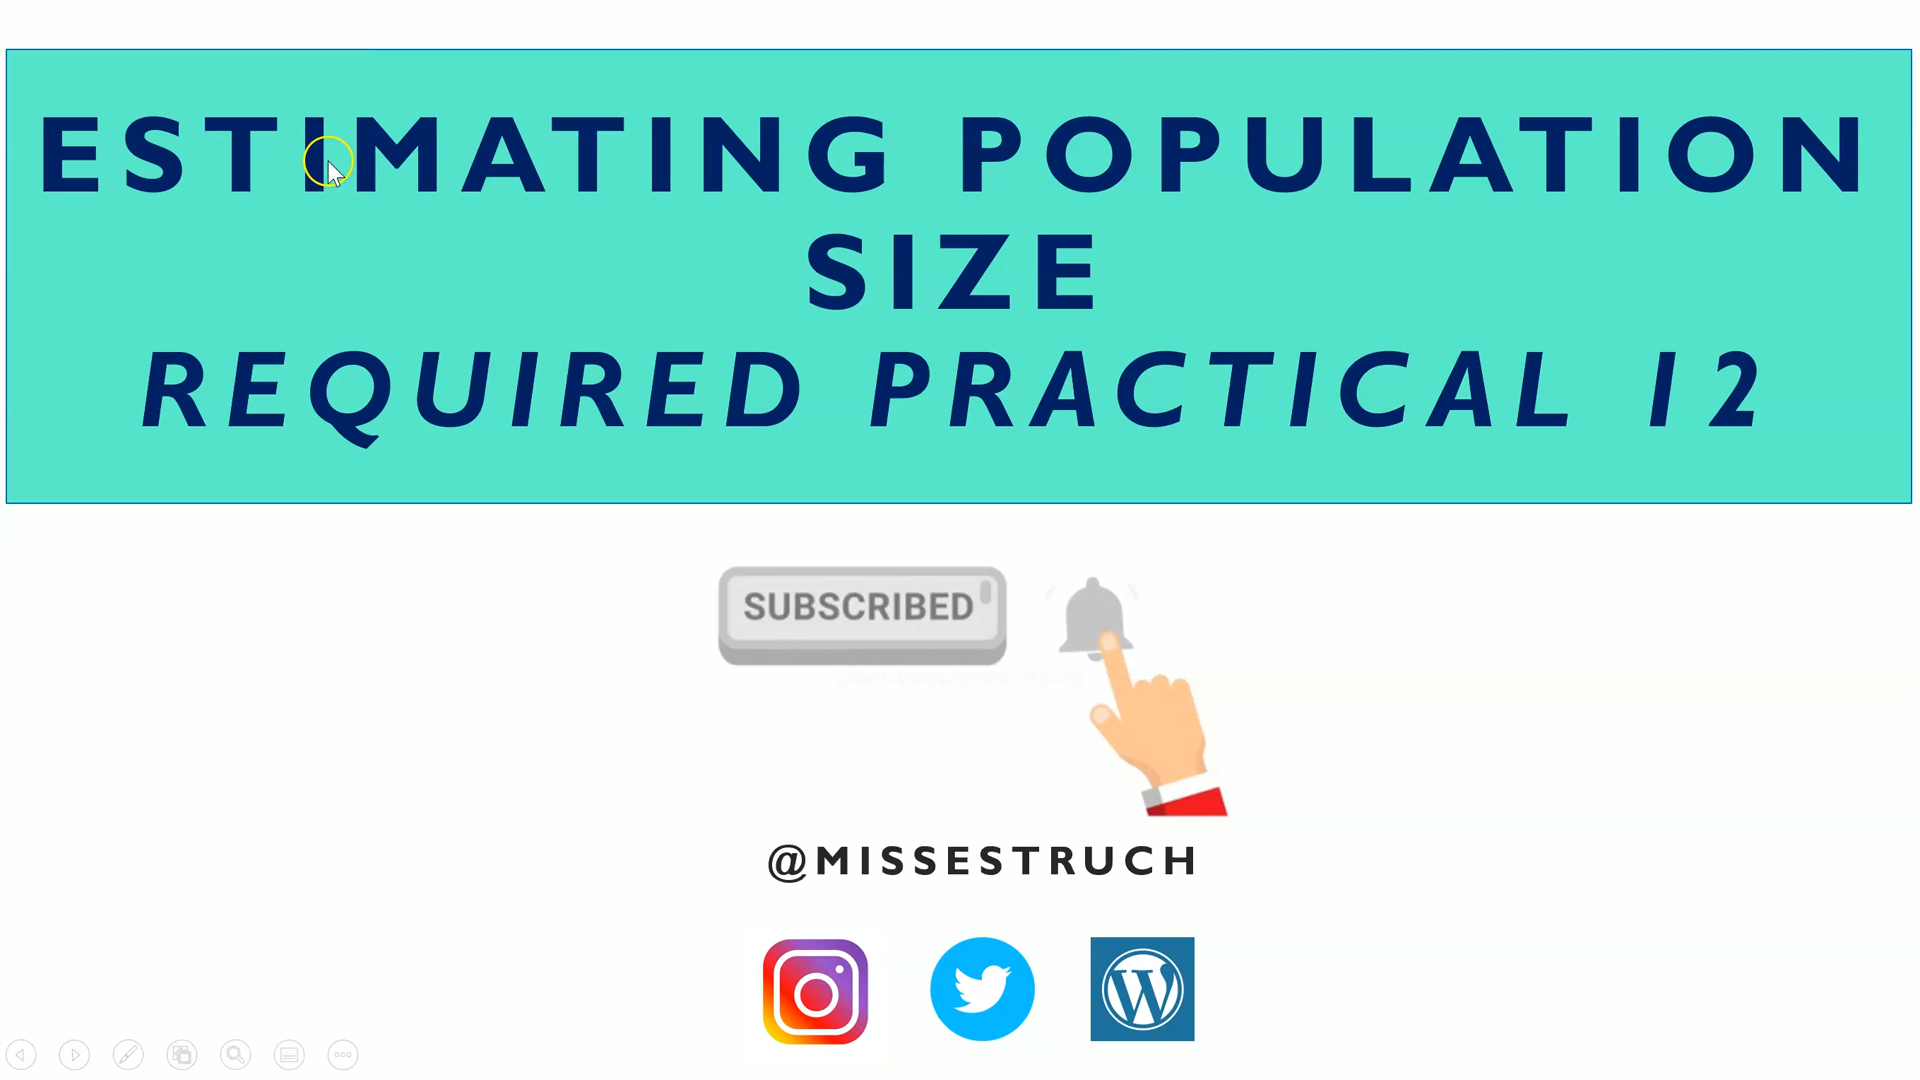 ESTIMATING POPULATION
SIZE
REQUIRED PRACTICAL 12
SUBSCRIBED
@MISSESTRUCH